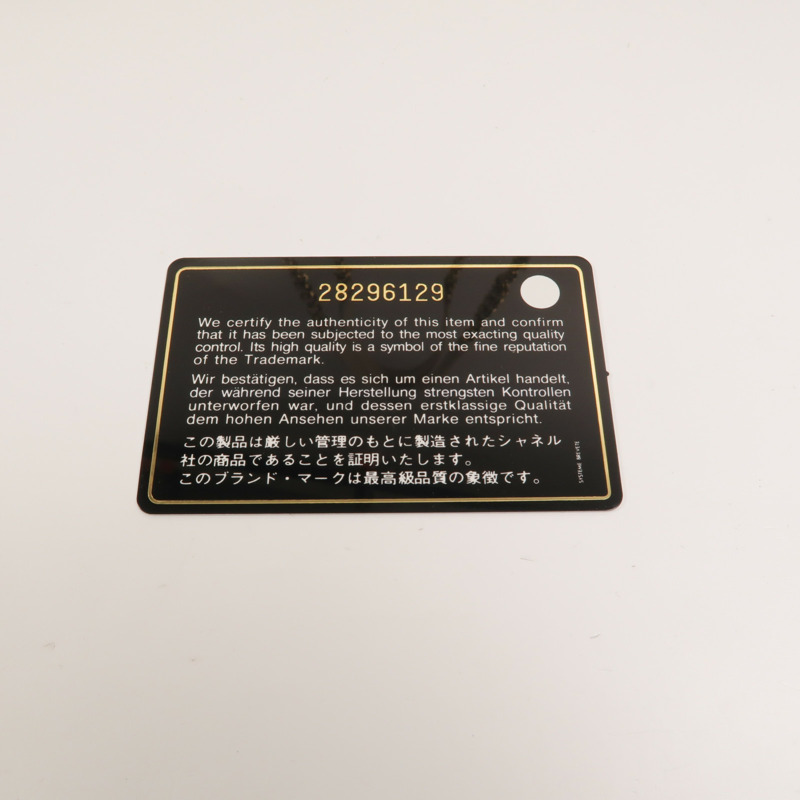 28296129
We certify the authenticity of this item and confirm
that it has been subjected to the most exacting quality
control. Its high quality is a symbol of the fine reputation
of the Trademark.
Wir bestätigen, dass es sich um einen Artikel handelt,
der während seiner Herstellung strengsten Kontrollen
unterworfen war, und dessen erstklassige Qualität
dem hohen Ansehen unserer Marke entspricht.
この製品は厳しい管理のもとに製造されたシャネル
社の商品であることを証明いたします。
このブランド・マークは最高級品質の象徴です。
SYSTEME BREVETE